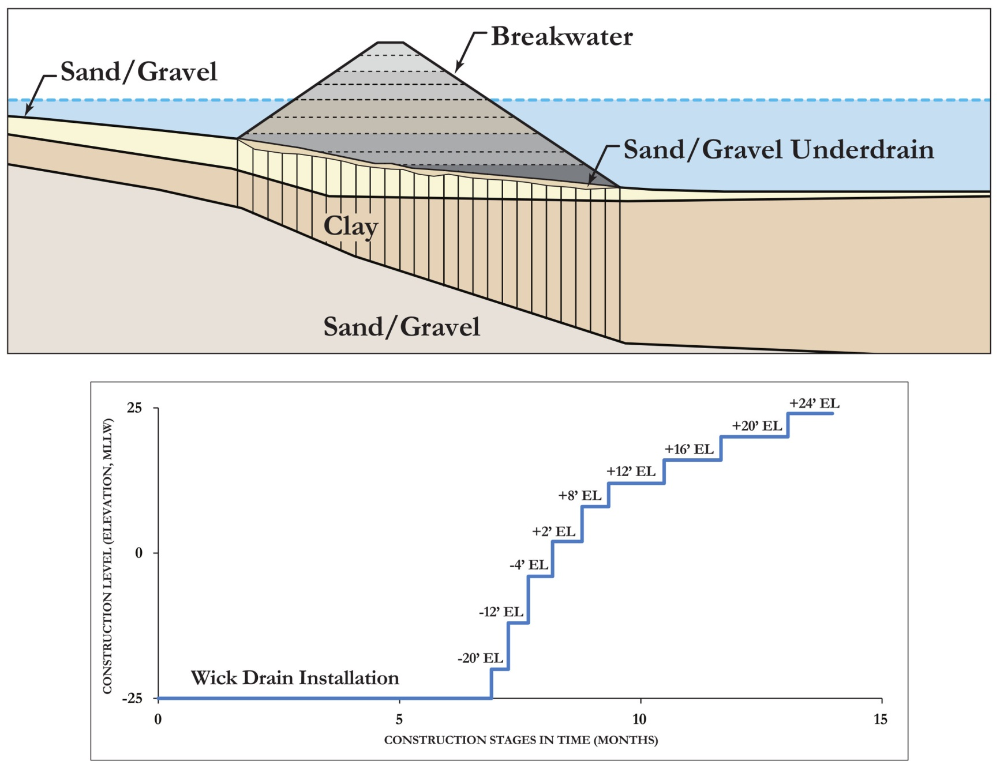 Breakwater
Sand/Gravel
Sand/Gravel Underdrain
Clay
Sand/Gravel
CONSTRUCTION LEVEL (ELEVATION, MLLW)
25
0
-25
+24’ EL
+20’ EL
+16’ EL
+12’ EL
+8’ EL
+2’ EL
-4’ EL
-12’ EL
-20’ EL
Wick Drain Installation
0 5 10 15
CONSTRUCTION STAGES IN TIME (MONTHS)